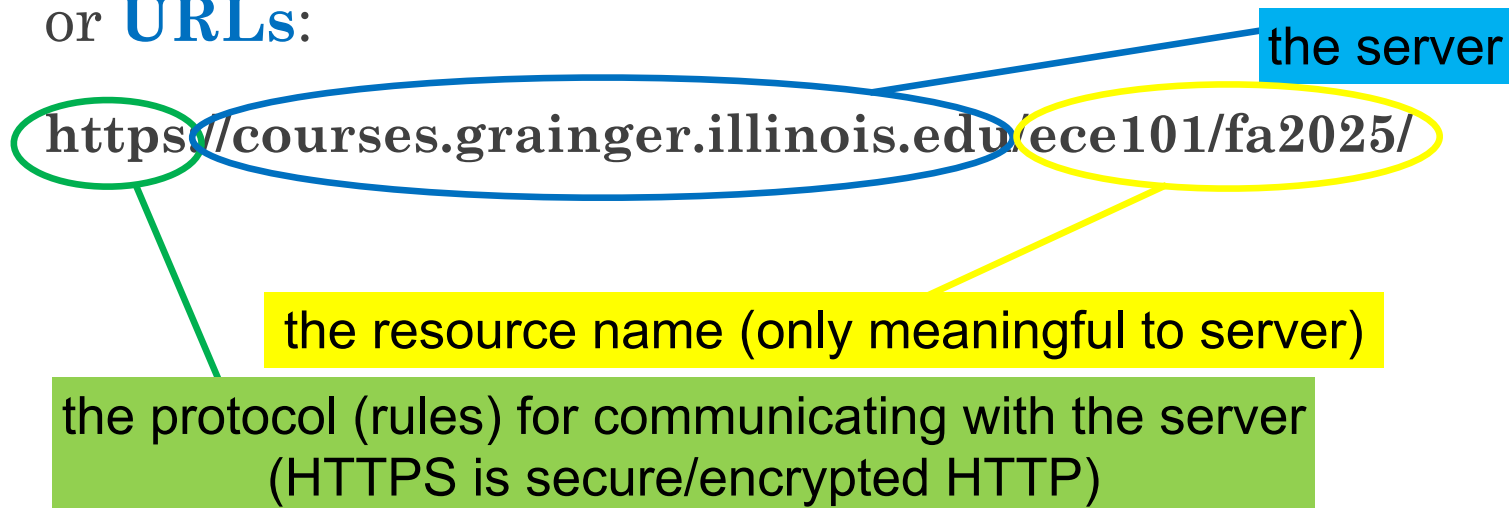 or URLs:
the server
https://courses.grainger.illinois.edu/ece101/fa2025/
the resource name (only meaningful to server)
the protocol (rules) for communicating with the server
(HTTPS is secure/encrypted HTTP)